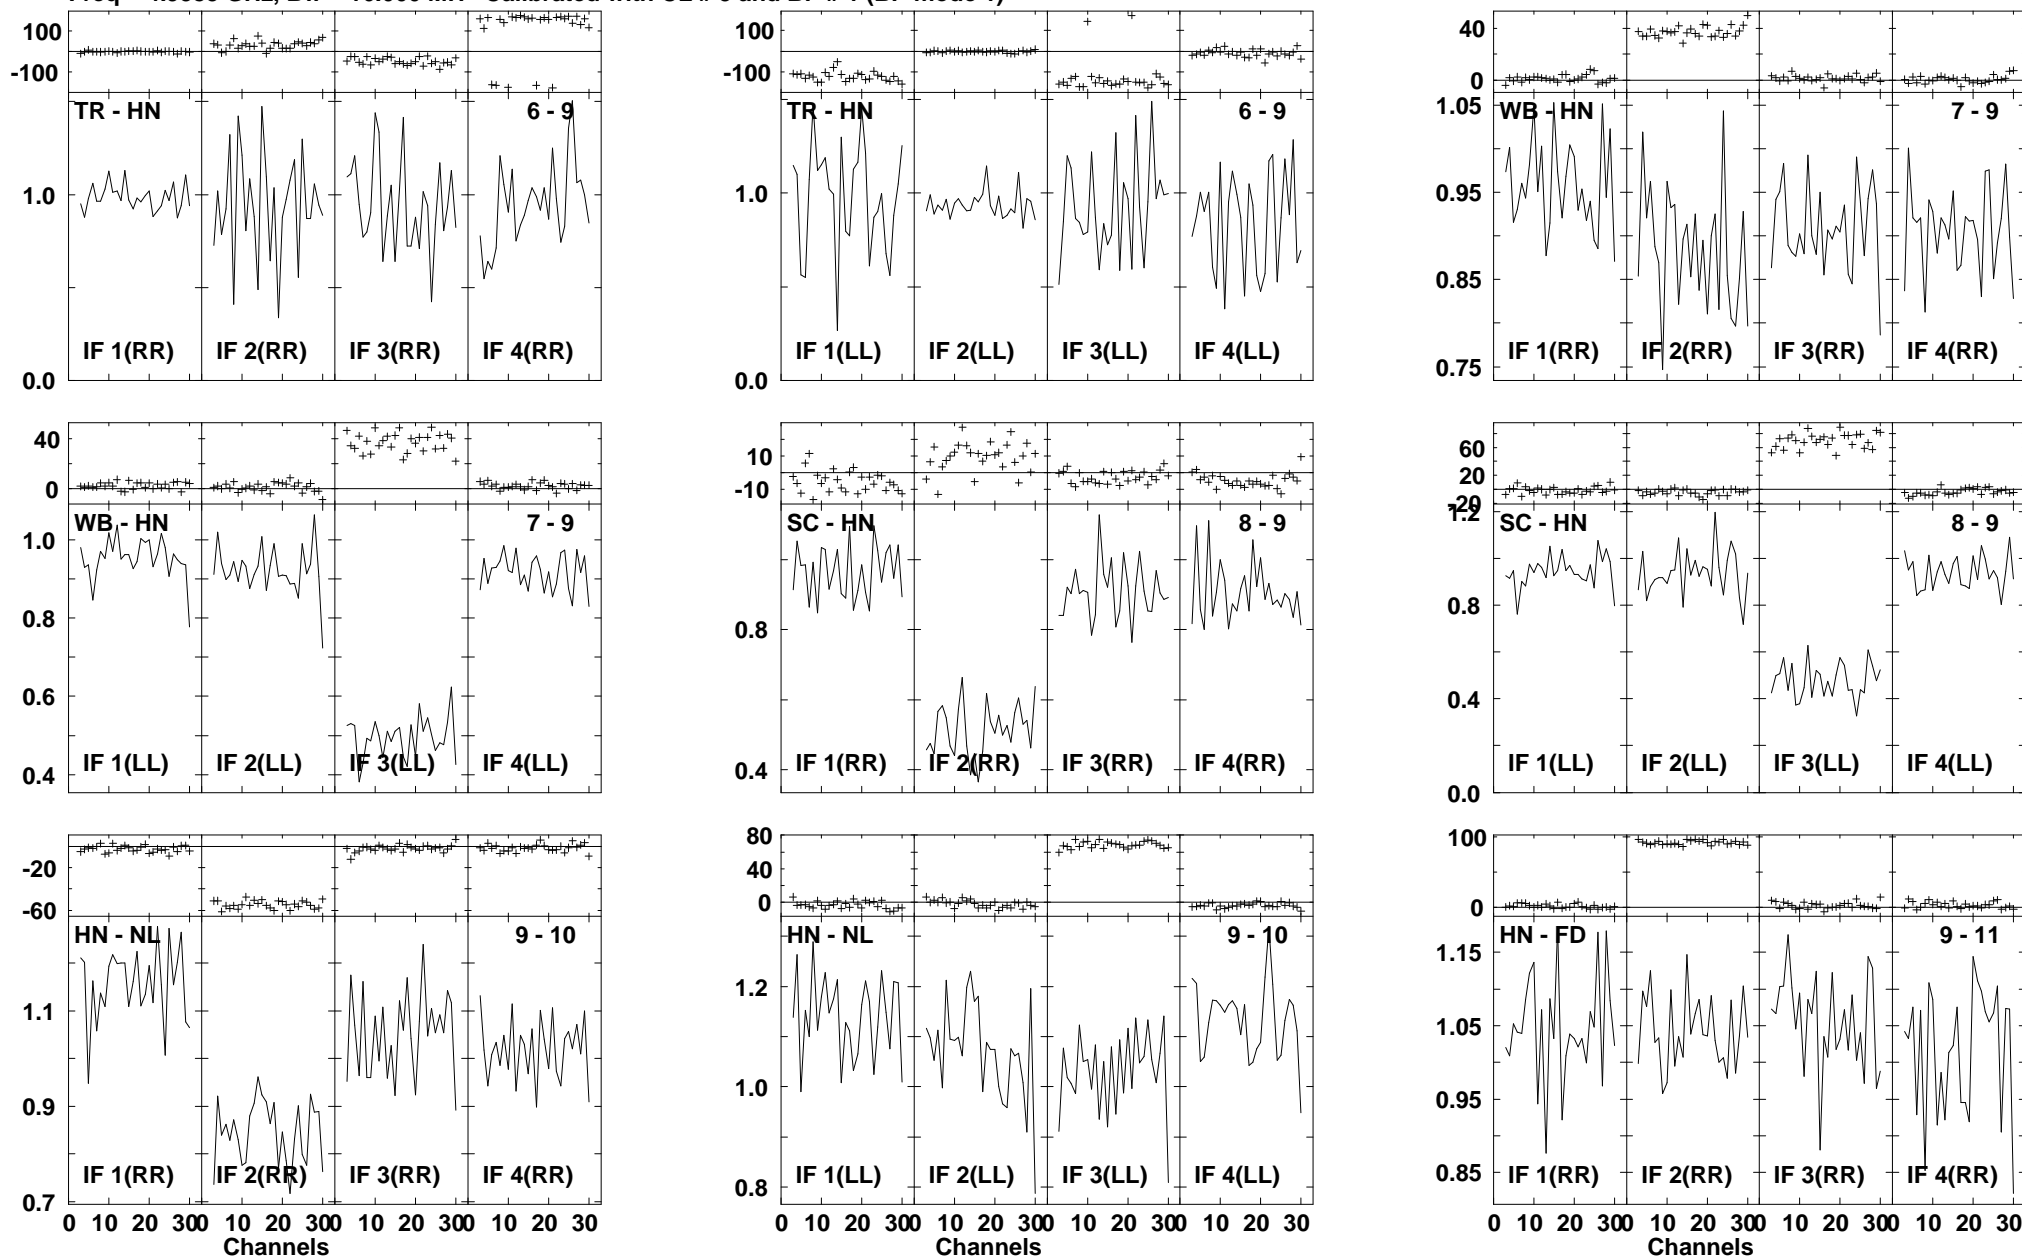 100
-100
TR - HN 6 - 9
1.0
0.0
IF 1(RR) IF 2(RR) IF 3(RR) IF 4(RR)
100
-100
TR - HN 6 - 9
1.0
0.0
IF 1(LL) IF 2(LL) IF 3(LL) IF 4(LL)
40
0
WB - HN 7 - 9
1.05
0.95
0.85
0.75
IF 1(RR) IF 2(RR) IF 3(RR) IF 4(RR)
40
0
WB - HN 7 - 9
1.0
0.8
0.6
0.4
IF 1(LL) IF 2(LL) IF 3(LL) IF 4(LL)
10
-10
SC - HN 8 - 9
0.8
0.4
IF 1(RR) IF 2(RR) IF 3(RR) IF 4(RR)
60
20
-20
SC - HN 8 - 9
1.2
0.8
0.4
0.0
IF 1(LL) IF 2(LL) IF 3(LL) IF 4(LL)
-20
-60
HN - NL 9 - 10
1.1
0.9
0.7
IF 1(RR) IF 2(RR) IF 3(RR) IF 4(RR)
0 10 20 30 0 10 20 30 0 10 20 30 0 10 20 30
Channels
80
40
0
HN - NL 9 - 10
1.2
1.0
0.8
IF 1(LL) IF 2(LL) IF 3(LL) IF 4(LL)
0 10 20 30 0 10 20 30 0 10 20 30 0 10 20 30
Channels
100
0
HN - FD 9 - 11
1.15
1.05
0.95
0.85
IF 1(RR) IF 2(RR) IF 3(RR) IF 4(RR)
0 10 20 30 0 10 20 30 0 10 20 30 0 10 20 30
Channels